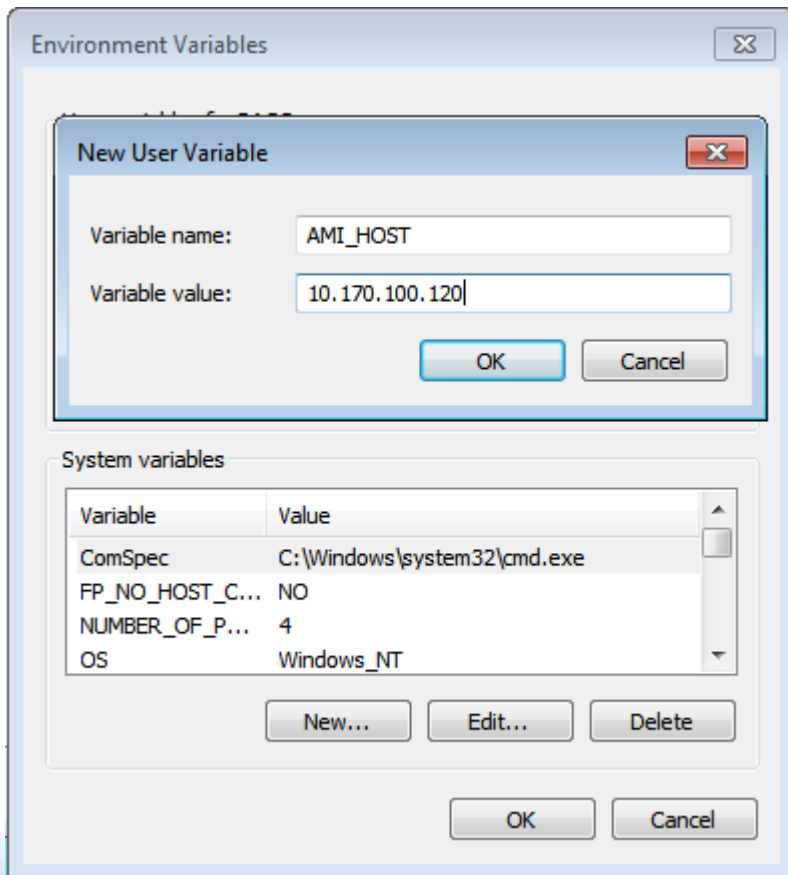 Environment Variables
New User Variable
Variable name: AMI_HOST
Variable value: 10.170.100.120
OK Cancel
System variables
Variable Value
ComSpec C:\Windows\system32\cmd.exe
FP_NO_HOST_C... NO
NUMBER_OF_P... 4
OS Windows_NT
New... Edit... Delete
OK Cancel